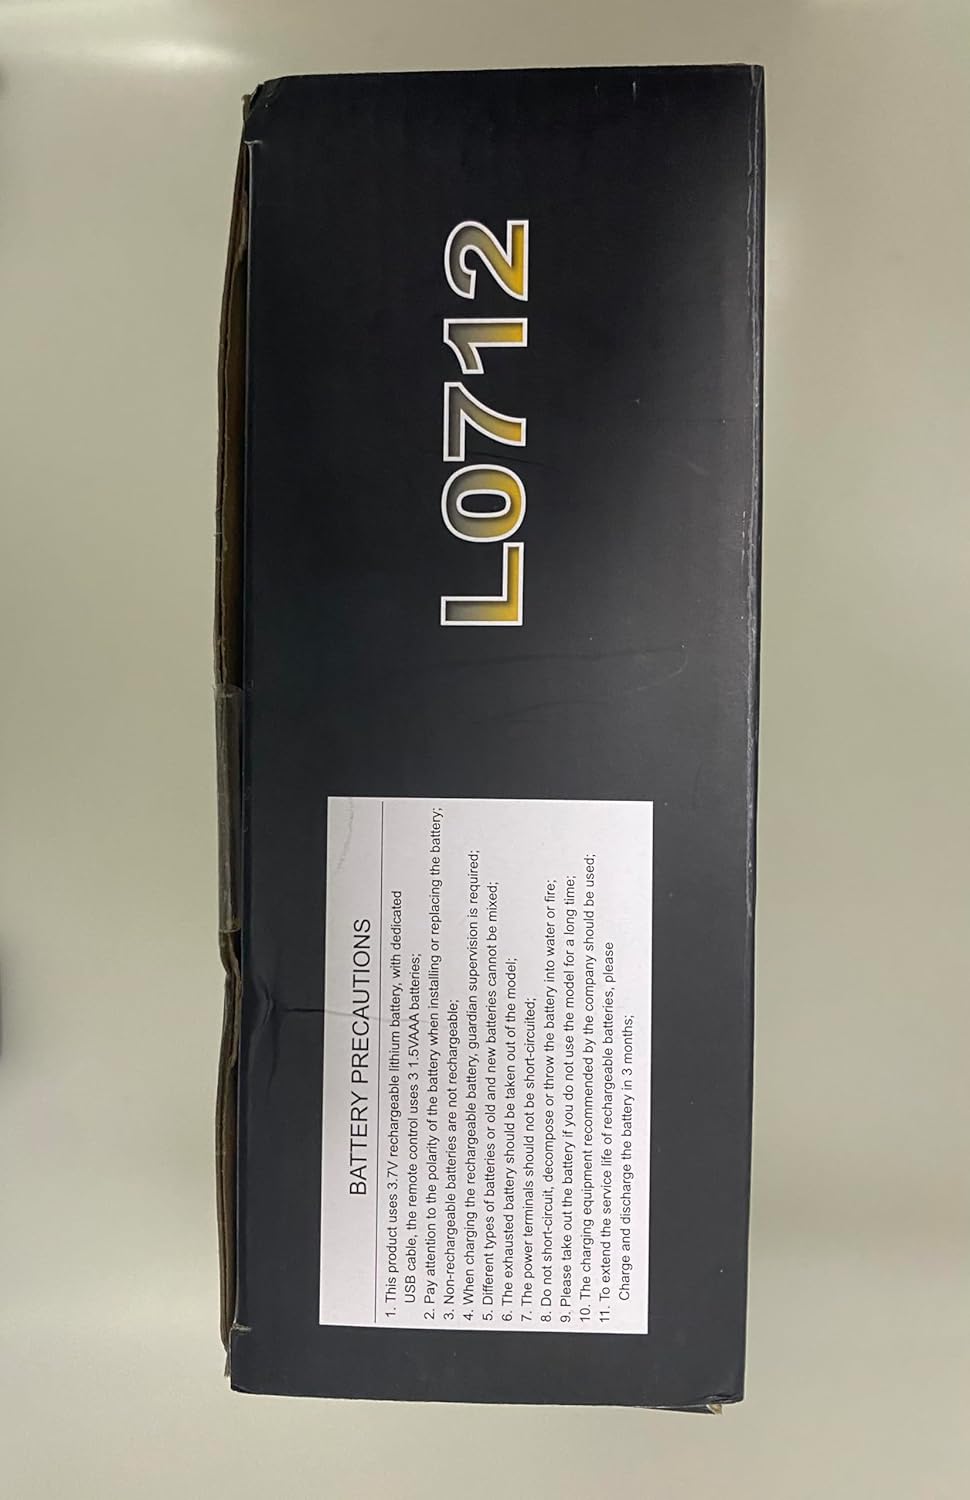 BATTERY PRECAUTIONS
1. This product uses 3.7V rechargeable lithium battery, with dedicated
USB cable, the remote control uses 3 1.5VAAA batteries;
2. Pay attention to the polarity of the battery when installing or replacing the battery;
3. Non-rechargeable batteries are not rechargeable;
4. When charging the rechargeable battery, guardian supervision is required;
5. Different types of batteries or old and new batteries cannot be mixed;
6. The exhausted battery should be taken out of the model;
7. The power terminals should not be short-circuited;
8. Do not short-circuit, decompose or throw the battery into water or fire;
9. Please take out the battery if you do not use the model for a long time;
10. The charging equipment recommended by the company should be used;
11. To extend the service life of rechargeable batteries, please
Charge and discharge the battery in 3 months;
L0712